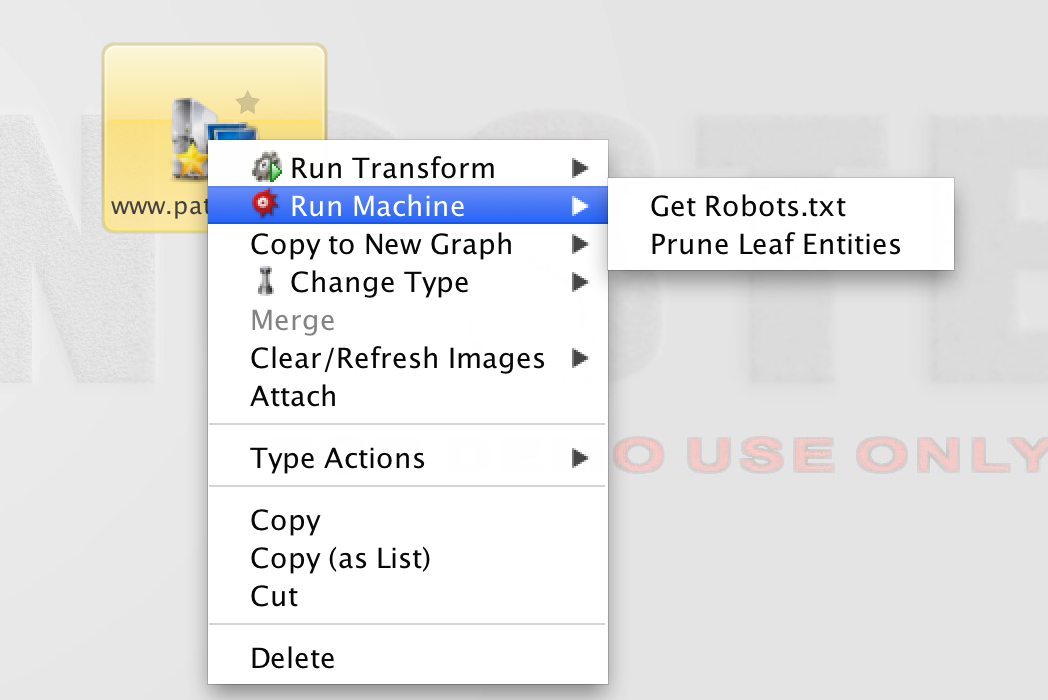 www.pat
Run Transform
Run Machine
Get Robots.txt
Prune Leaf Entities
Copy to New Graph
Change Type
Merge
Clear/Refresh Images
Attach
Type Actions
O USE ONLY
Copy
Copy (as List)
Cut
Delete